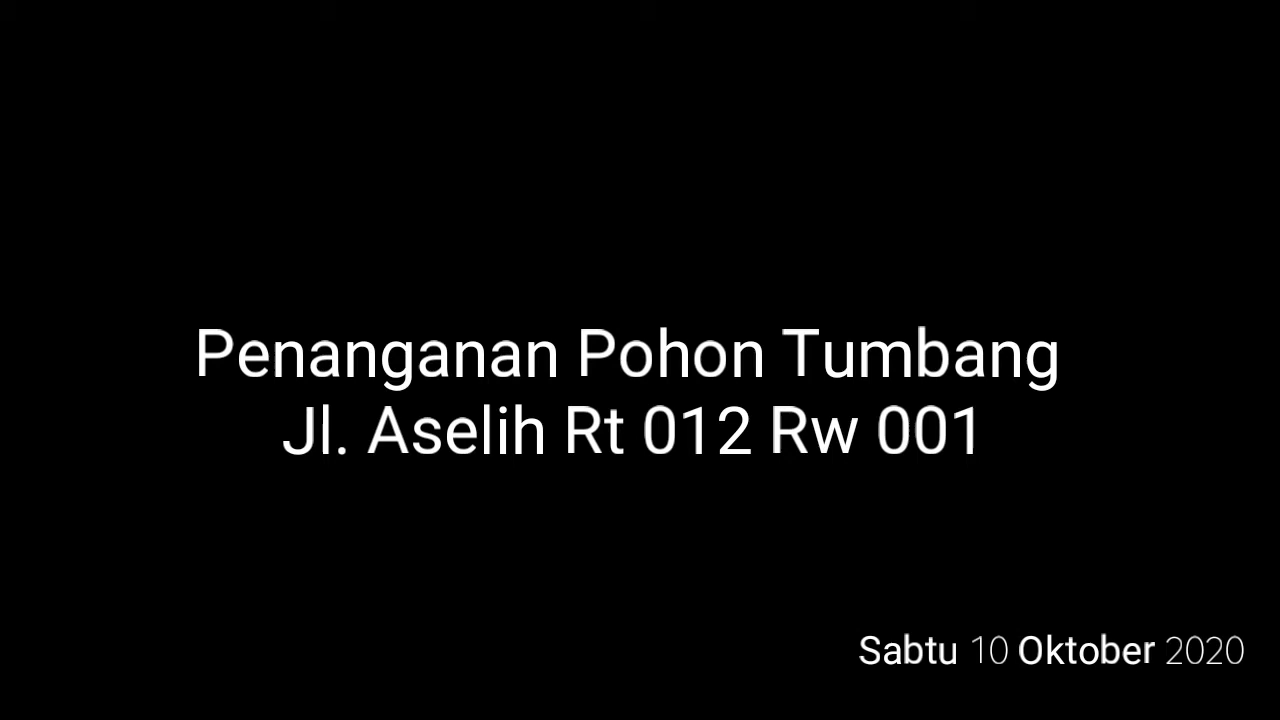 Penanganan Pohon Tumbang
Jl. Aselih Rt 012 Rw 001
Sabtu 10 Oktober 2020